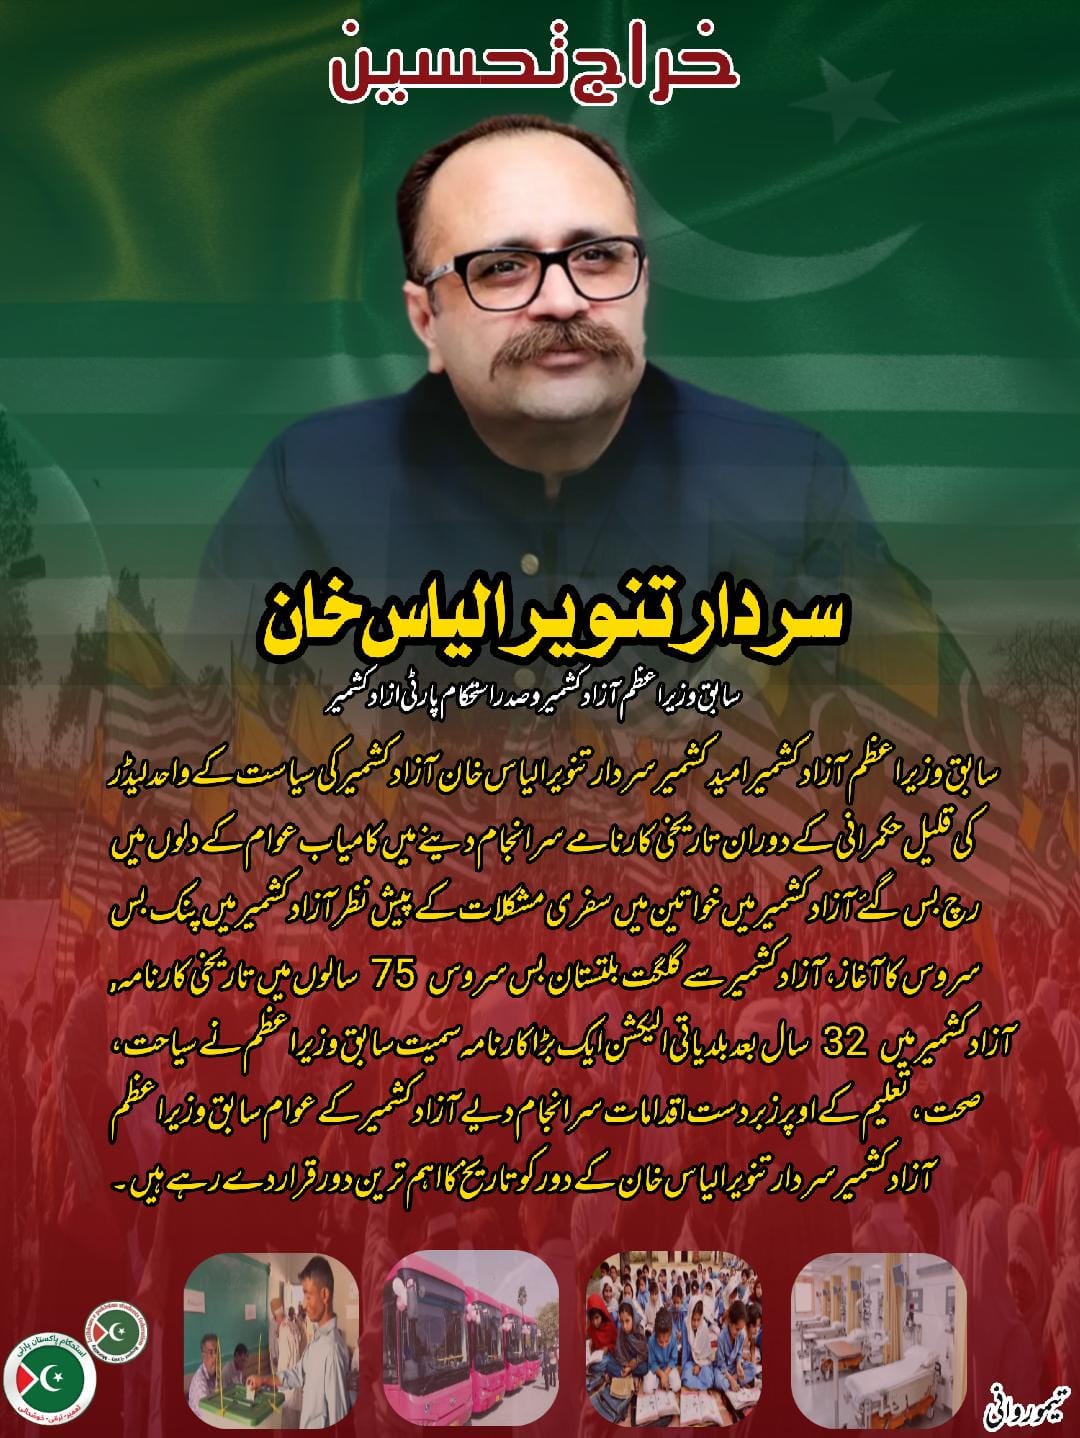 خراج تحسین
سردار تنویر الیاس خان
سابق وزیر اعظم آزاد کشمیر و صدر استحکام پارٹی ازاد کشمیر
سابق وزیر اعظم آزاد کشمیر امید کشمیر سردار تنویر الیاس خان آزاد کشمیر کی سیاست کے واحد لیڈر
کی قلیل حکمرانی کے دوران تاریخی کارنامے سرانجام دینے میں کامیاب عوام کے دلوں میں
رچ بس گئے آزاد کشمیر میں خواتین میں سفری مشکلات کے پیش نظر آزاد کشمیر میں پنک بس
سروس کا آغاز، آزاد کشمیر سے گلگت بلتستان بس سروس 75 سالوں میں تاریخی کارنامہ,
آزاد کشمیر میں 32 سال بعد بلدیاتی الیکشن ایک بڑا کارنامہ سمیت سابق وزیر اعظم نے سیاحت،
صحت، تعلیم کے اوپر زبردست اقدامات سرانجام دیے آزاد کشمیر کے عوام سابق وزیر اعظم
آزاد کشمیر سردار تنویر الیاس خان کے دور کو تاریخ کا اہم ترین دور قرار دے رہے ہیں۔
استحکام پاکستان پارٹی
تعمیر - ترقی - خوشحالی
تیمور روانی